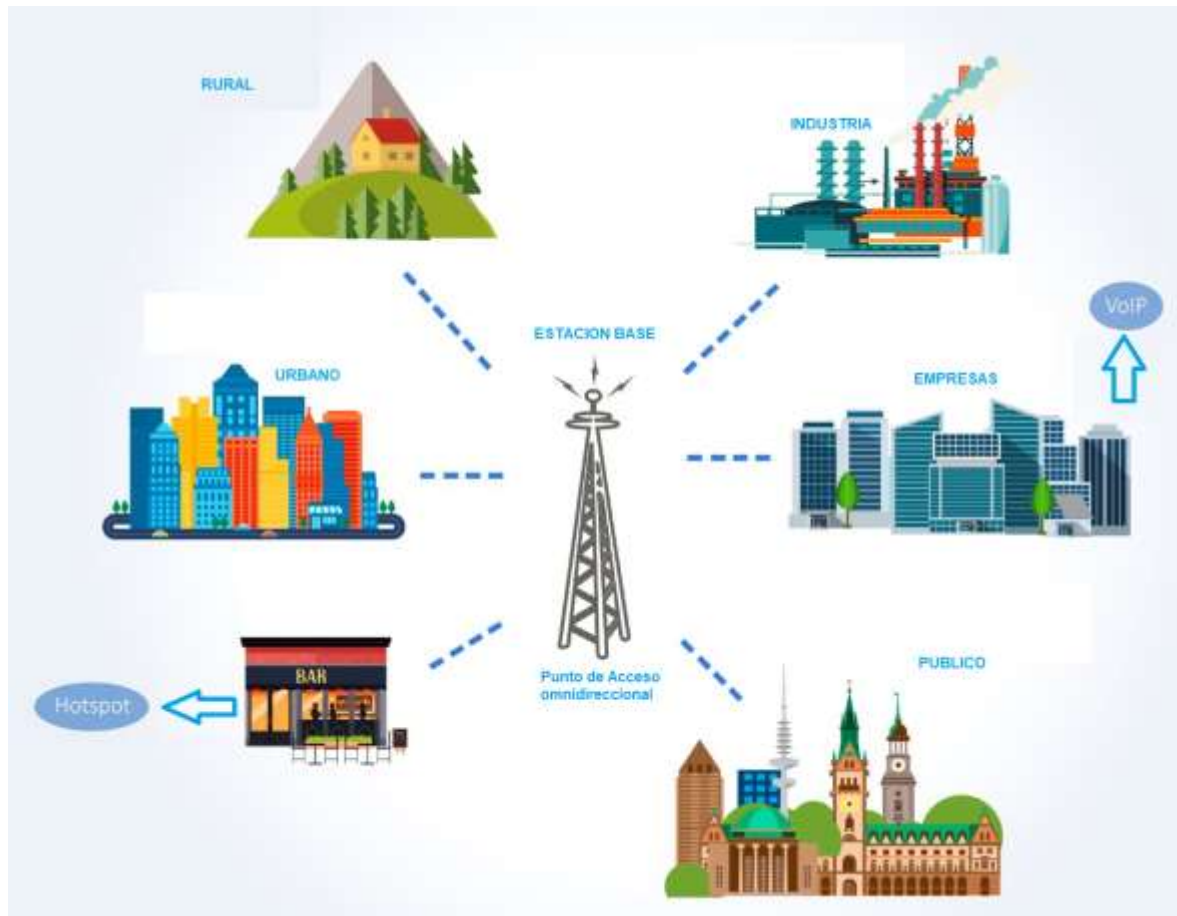 RURAL
INDUSTRIA
VoIP
ESTACION BASE
URBANO
EMPRESAS
BAR
Hotspot
Punto de Acceso
omnidireccional
PUBLICO